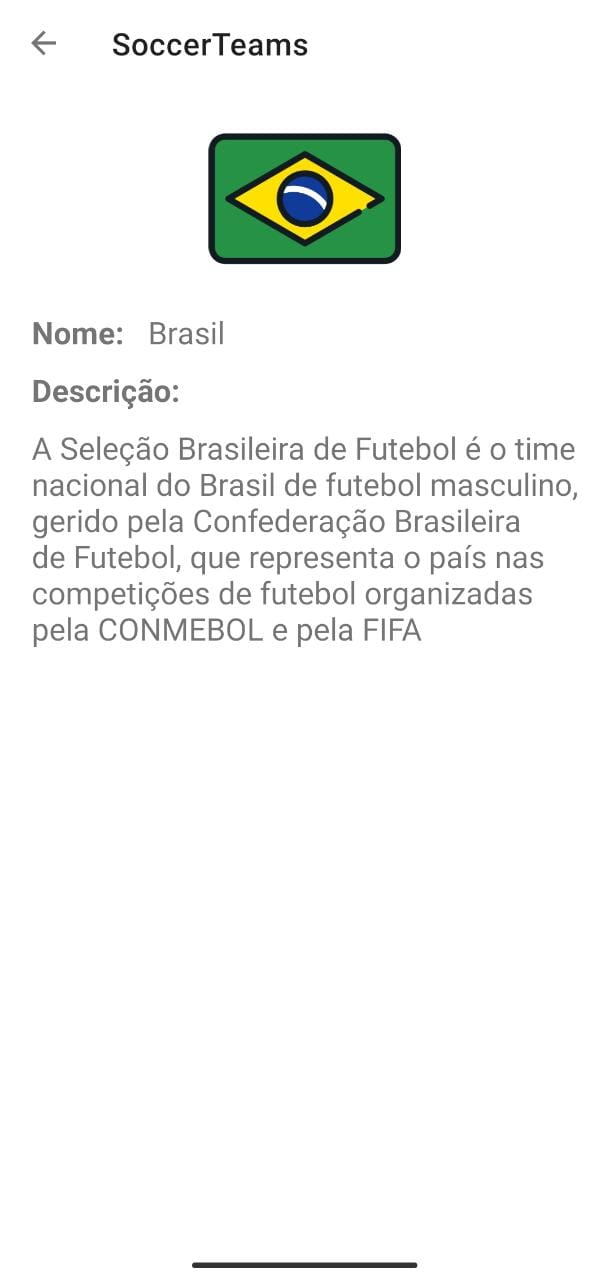 SoccerTeams
Nome: Brasil
Descrição:
A Seleção Brasileira de Futebol é o time
nacional do Brasil de futebol masculino,
gerido pela Confederação Brasileira
de Futebol, que representa o país nas
competições de futebol organizadas
pela CONMEBOL e pela FIFA